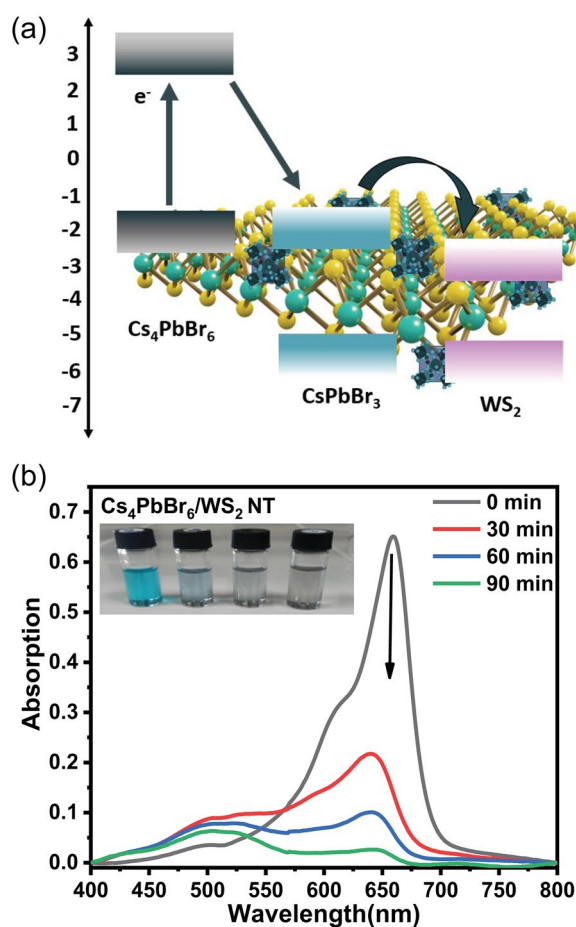 (a)
3
2
1
0
-1
-2
-3
-4
-5
-6
-7
e⁻
Cs₄PbBr₆
CsPbBr₃
WS₂
(b)
Cs₄PbBr₆/WS₂ NT
0 min
30 min
60 min
90 min
0.7
0.6
0.5
0.4
0.3
0.2
0.1
0.0
Absorption
400 450 500 550 600 650 700 750 800
Wavelength(nm)